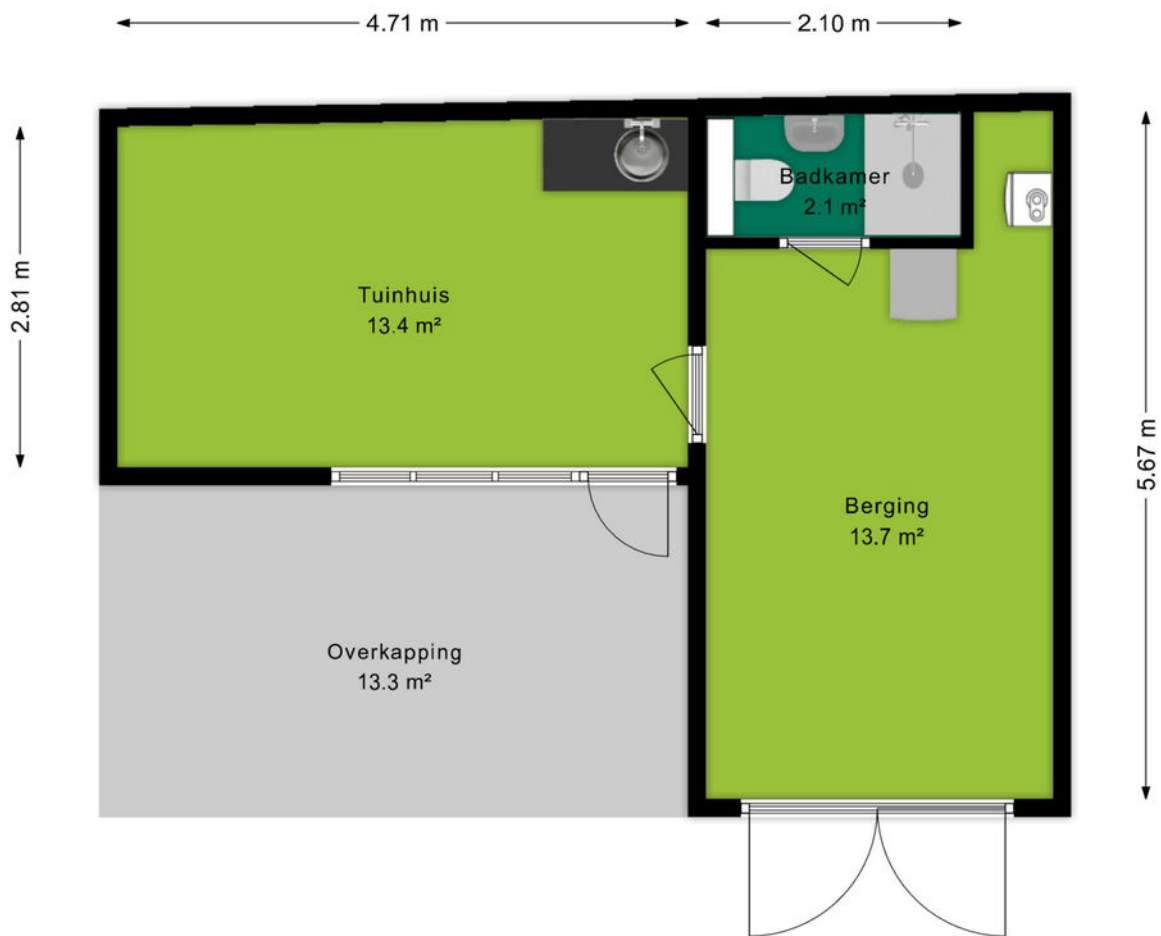 4.71 m
2.10 m
Badkamer
2.1 m²
2.81 m
Tuinhuis
13.4 m²
5.67 m
Berging
13.7 m²
Overkapping
13.3 m²